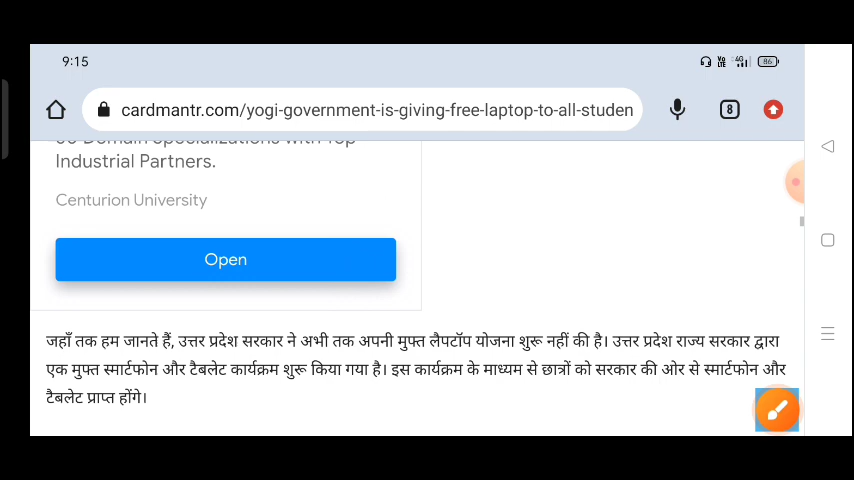 9:15
86
cardmantr.com/yogi-government-is-giving-free-laptop-to-all-studen
8
Industrial Partners.
Centurion University
Open
जहाँ तक हम जानते हैं, उत्तर प्रदेश सरकार ने अभी तक अपनी मुफ्त लैपटॉप योजना शुरू नहीं की है। उत्तर प्रदेश राज्य सरकार द्वारा
एक मुफ्त स्मार्टफोन और टैबलेट कार्यक्रम शुरू किया गया है। इस कार्यक्रम के माध्यम से छात्रों को सरकार की ओर से स्मार्टफोन और
टैबलेट प्राप्त होंगे।